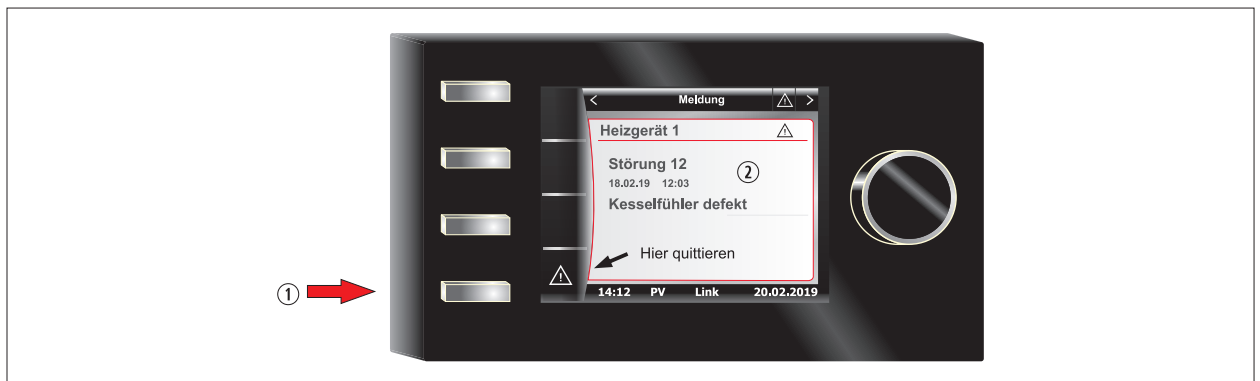 < Meldung >
Heizgerät 1
Störung 12
18.02.19 12:03
②
Kesselfühler defekt
Hier quittieren
①
14:12 PV Link 20.02.2019